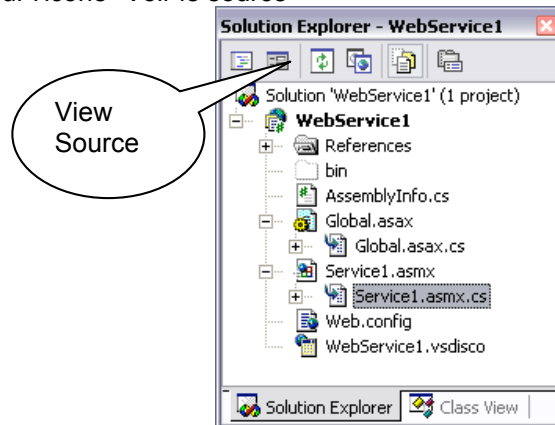 Solution Explorer - WebService1
View
Source
Solution 'WebService1' (1 project)
WebService1
References
bin
AssemblyInfo.cs
Global.asax
Global.asax.cs
Service1.asmx
Service1.asmx.cs
Web.config
WebService1.vsdisco
Solution Explorer
Class View